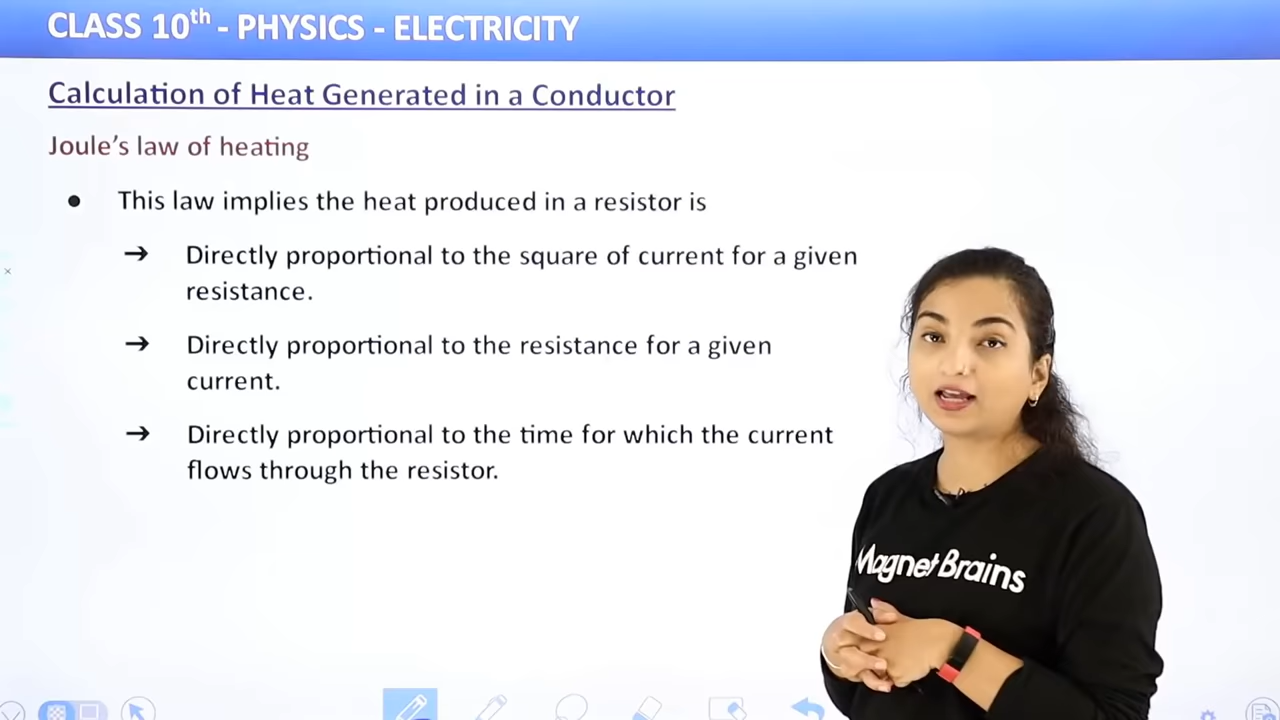 CLASS 10th - PHYSICS - ELECTRICITY
Calculation of Heat Generated in a Conductor
Joule's law of heating
● This law implies the heat produced in a resistor is
➔ Directly proportional to the square of current for a given
resistance.
➔ Directly proportional to the resistance for a given
current.
➔ Directly proportional to the time for which the current
flows through the resistor.
Magnet Brains